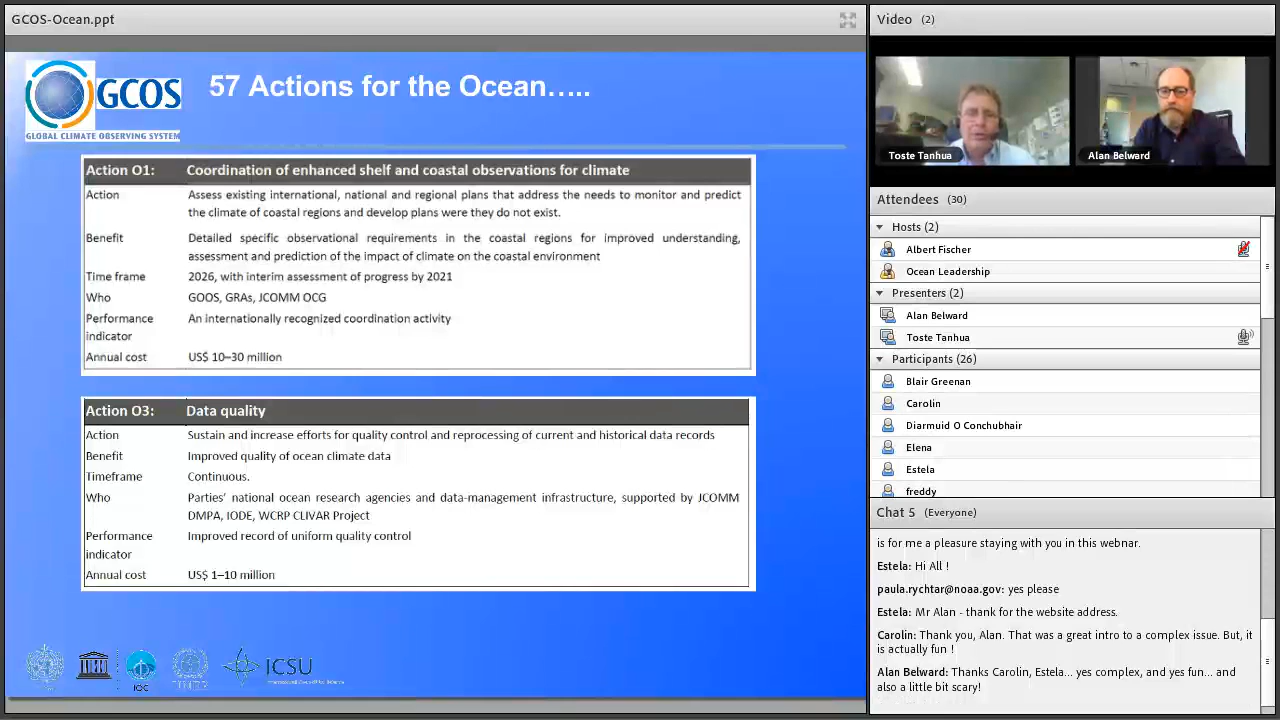 GCOS-Ocean.ppt
GCOS
GLOBAL CLIMATE OBSERVING SYSTEM
57 Actions for the Ocean…..
Action O1: Coordination of enhanced shelf and coastal observations for climate
Action Assess existing international, national and regional plans that address the needs to monitor and predict
the climate of coastal regions and develop plans were they do not exist.
Benefit Detailed specific observational requirements in the coastal regions for improved understanding,
assessment and prediction of the impact of climate on the coastal environment
Time frame 2026, with interim assessment of progress by 2021
Who GOOS, GRAs, JCOMM OCG
Performance An internationally recognized coordination activity
indicator
Annual cost US$ 10–30 million
Action O3: Data quality
Action Sustain and increase efforts for quality control and reprocessing of current and historical data records
Benefit Improved quality of ocean climate data
Timeframe Continuous.
Who Parties’ national ocean research agencies and data-management infrastructure, supported by JCOMM
DMPA, IODE, WCRP CLIVAR Project
Performance Improved record of uniform quality control
indicator
Annual cost US$ 1–10 million
IOC
ICSU
Video (2)
Toste Tanhua
Alan Belward
Attendees (30)
Hosts (2)
Albert Fischer
Ocean Leadership
Presenters (2)
Alan Belward
Toste Tanhua
Participants (26)
Blair Greenan
Carolin
Diarmuid O Conchubhair
Elena
Estela
freddy
Chat 5 (Everyone)
is for me a pleasure staying with you in this webnar.
Estela: Hi All !
paula.rychtar@noaa.gov: yes please
Estela: Mr Alan - thank for the website address.
Carolin: Thank you, Alan. That was a great intro to a complex issue. But, it
is actually fun !
Alan Belward: Thanks Carolin, Estela... yes complex, and yes fun... and
also a little bit scary!